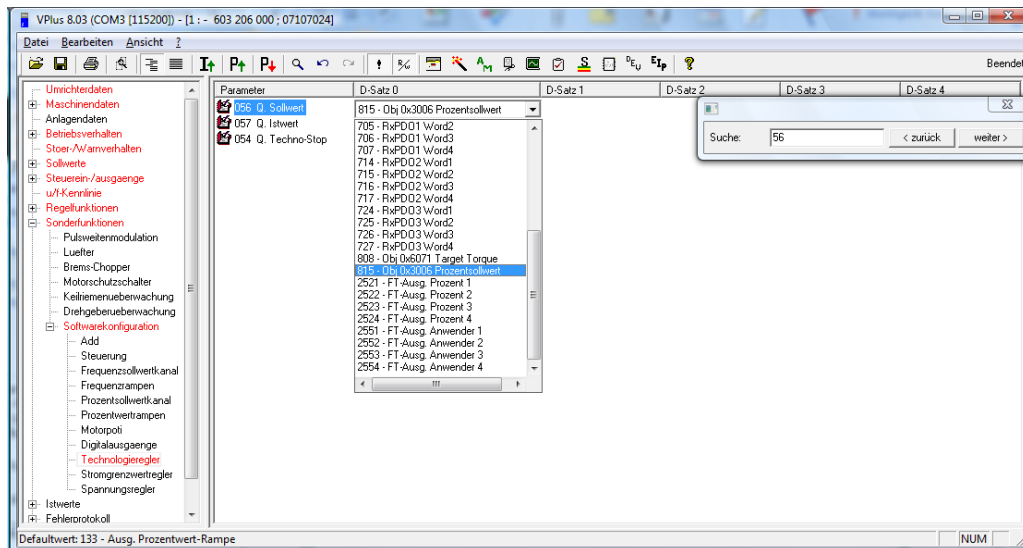 VPlus 8.03 (COM3 [115200]) - [1 : - 603 206 000 ; 07107024]
Datei Bearbeiten Ansicht ?
Beendet
Umrichterdaten
Maschinendaten
Anlagendaten
Betriebsverhalten
Stoer-/Warnverhalten
Sollwerte
Steuerein-/ausgaenge
u/f-Kennlinie
Regelfunktionen
Sonderfunktionen
Pulsweitenmodulation
Luefter
Brems-Chopper
Motorschutzschalter
Keilriemenueberwachung
Drehgeberueberwachung
Softwarekonfiguration
Add
Steuerung
Frequenzsollwertkanal
Frequenzrampen
Prozentsollwertkanal
Prozentwertrampen
Motorpoti
Digitalausgaenge
Technologieregler
Stromgrenzwertregler
Spannungsregler
Istwerte
Fehlerprotokoll
Parameter D-Satz 0 D-Satz 1 D-Satz 2 D-Satz 3 D-Satz 4
056 Q. Sollwert
057 Q. Istwert
054 Q. Techno-Stop
815 - Obj 0x3006 Prozentsollwert
705 - RxPDO1 Word2
706 - RxPDO1 Word3
707 - RxPDO1 Word4
714 - RxPDO2 Word1
715 - RxPDO2 Word2
716 - RxPDO2 Word3
717 - RxPDO2 Word4
724 - RxPDO3 Word1
725 - RxPDO3 Word2
726 - RxPDO3 Word3
727 - RxPDO3 Word4
808 - Obj 0x6071 Target Torque
815 - Obj 0x3006 Prozentsollwert
2521 - FT-Ausg. Prozent 1
2522 - FT-Ausg. Prozent 2
2523 - FT-Ausg. Prozent 3
2524 - FT-Ausg. Prozent 4
2551 - FT-Ausg. Anwender 1
2552 - FT-Ausg. Anwender 2
2553 - FT-Ausg. Anwender 3
2554 - FT-Ausg. Anwender 4
Suche: 56 < zurück weiter >
Defaultwert: 133 - Ausg. Prozentwert-Rampe NUM